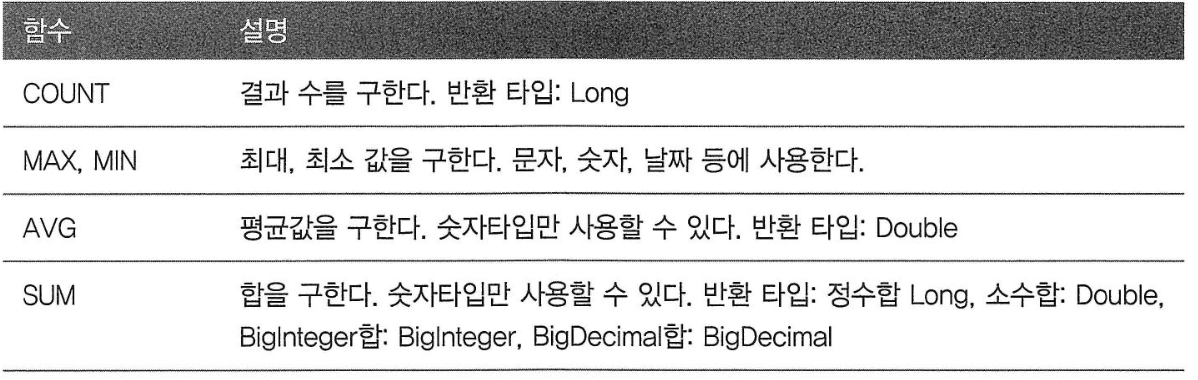 함수 설명
COUNT 결과 수를 구한다. 반환 타입: Long
MAX, MIN 최대, 최소 값을 구한다. 문자, 숫자, 날짜 등에 사용한다.
AVG 평균값을 구한다. 숫자타입만 사용할 수 있다. 반환 타입: Double
SUM 합을 구한다. 숫자타입만 사용할 수 있다. 반환 타입: 정수합 Long, 소수합: Double,
BigInteger합: BigInteger, BigDecimal합: BigDecimal